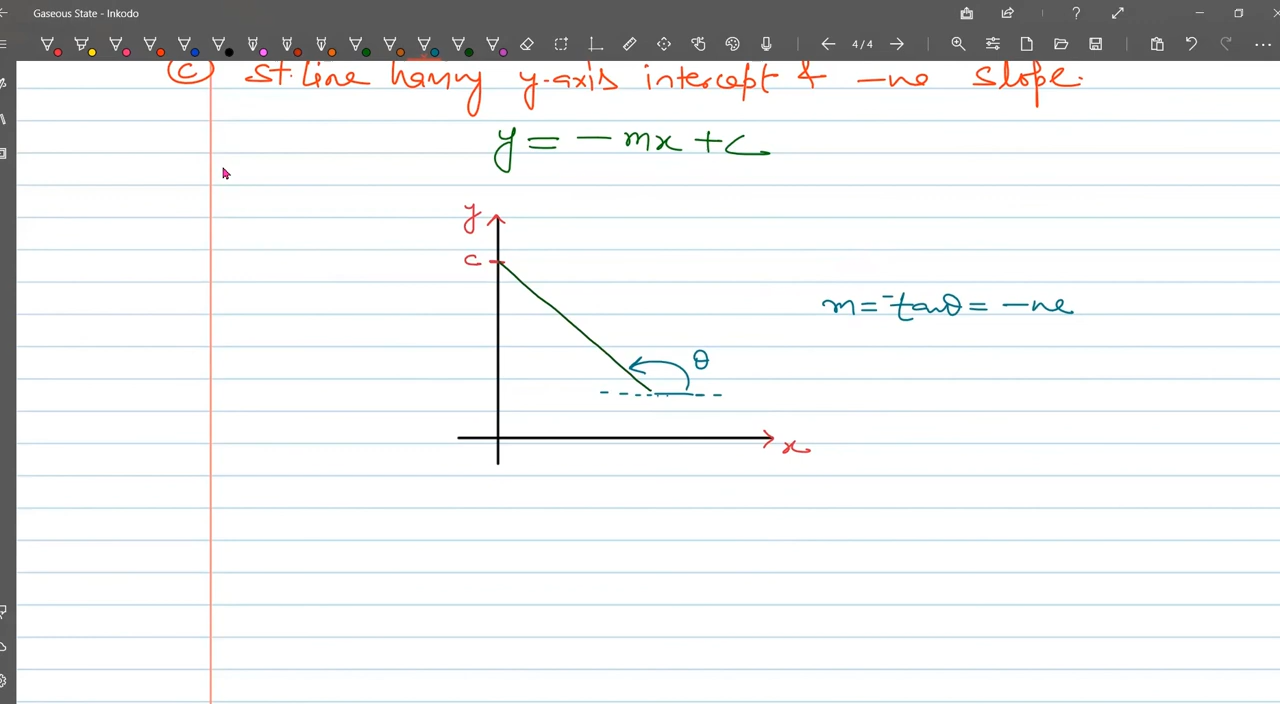 Gaseous State - Inkodo
4/4
(c) st. line having y-axis intercept & -ve slope.
y = - mx + c
y
c
m = -tanθ = -ve
θ
x